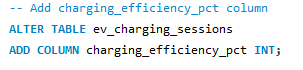 -- Add charging_efficiency_pct column
ALTER TABLE ev_charging_sessions
ADD COLUMN charging_efficiency_pct INT;